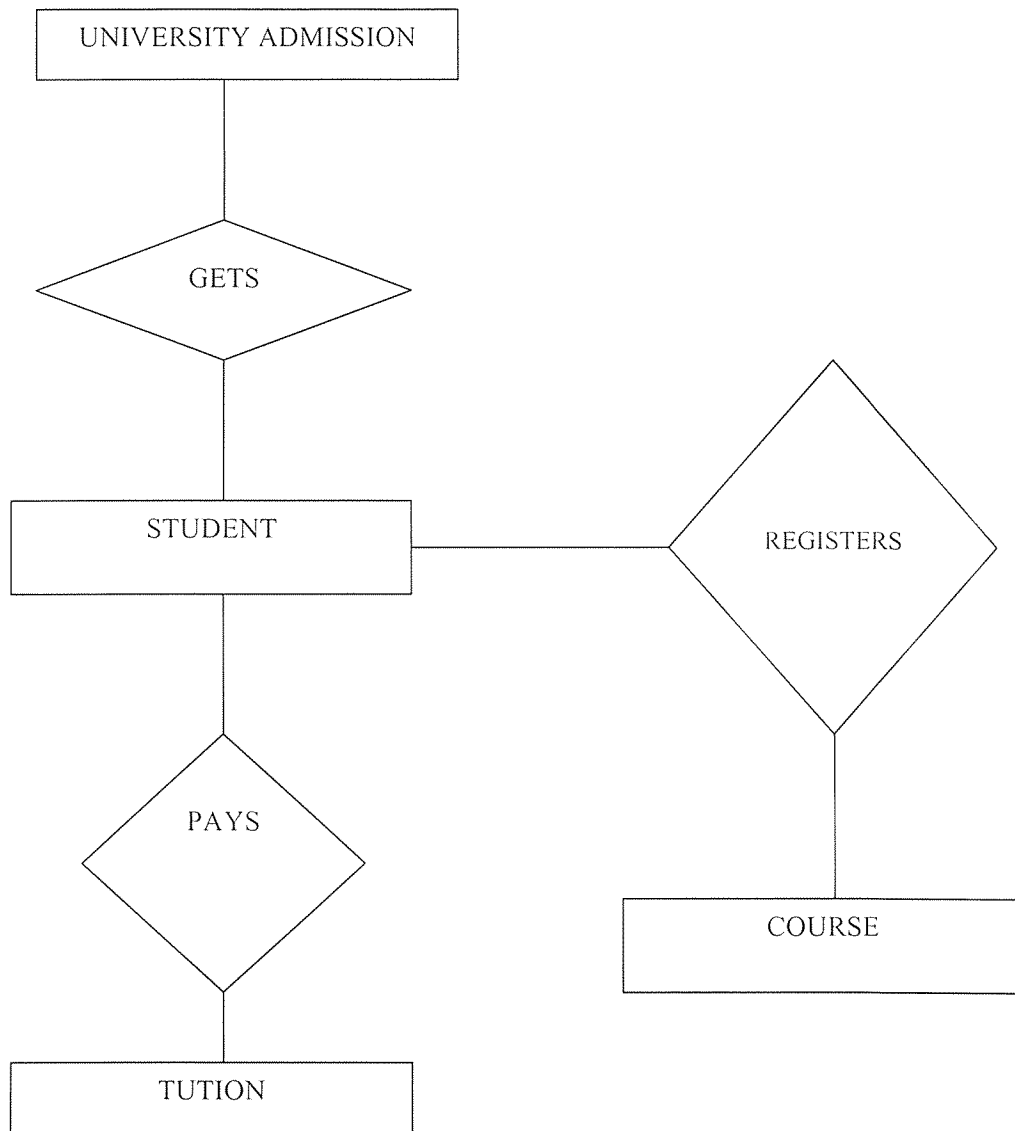 UNIVERSITY ADMISSION
GETS
STUDENT
REGISTERS
PAYS
COURSE
TUTION